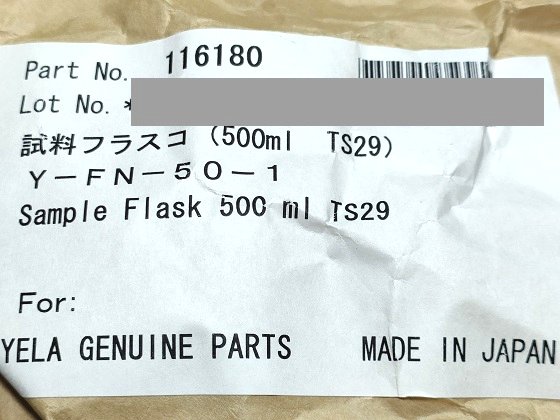 Part No. 116180
Lot No. *
試料フラスコ (500ml TS29)
Y-FN-50-1
Sample Flask 500 ml TS29
For:
YELA GENUINE PARTS MADE IN JAPAN